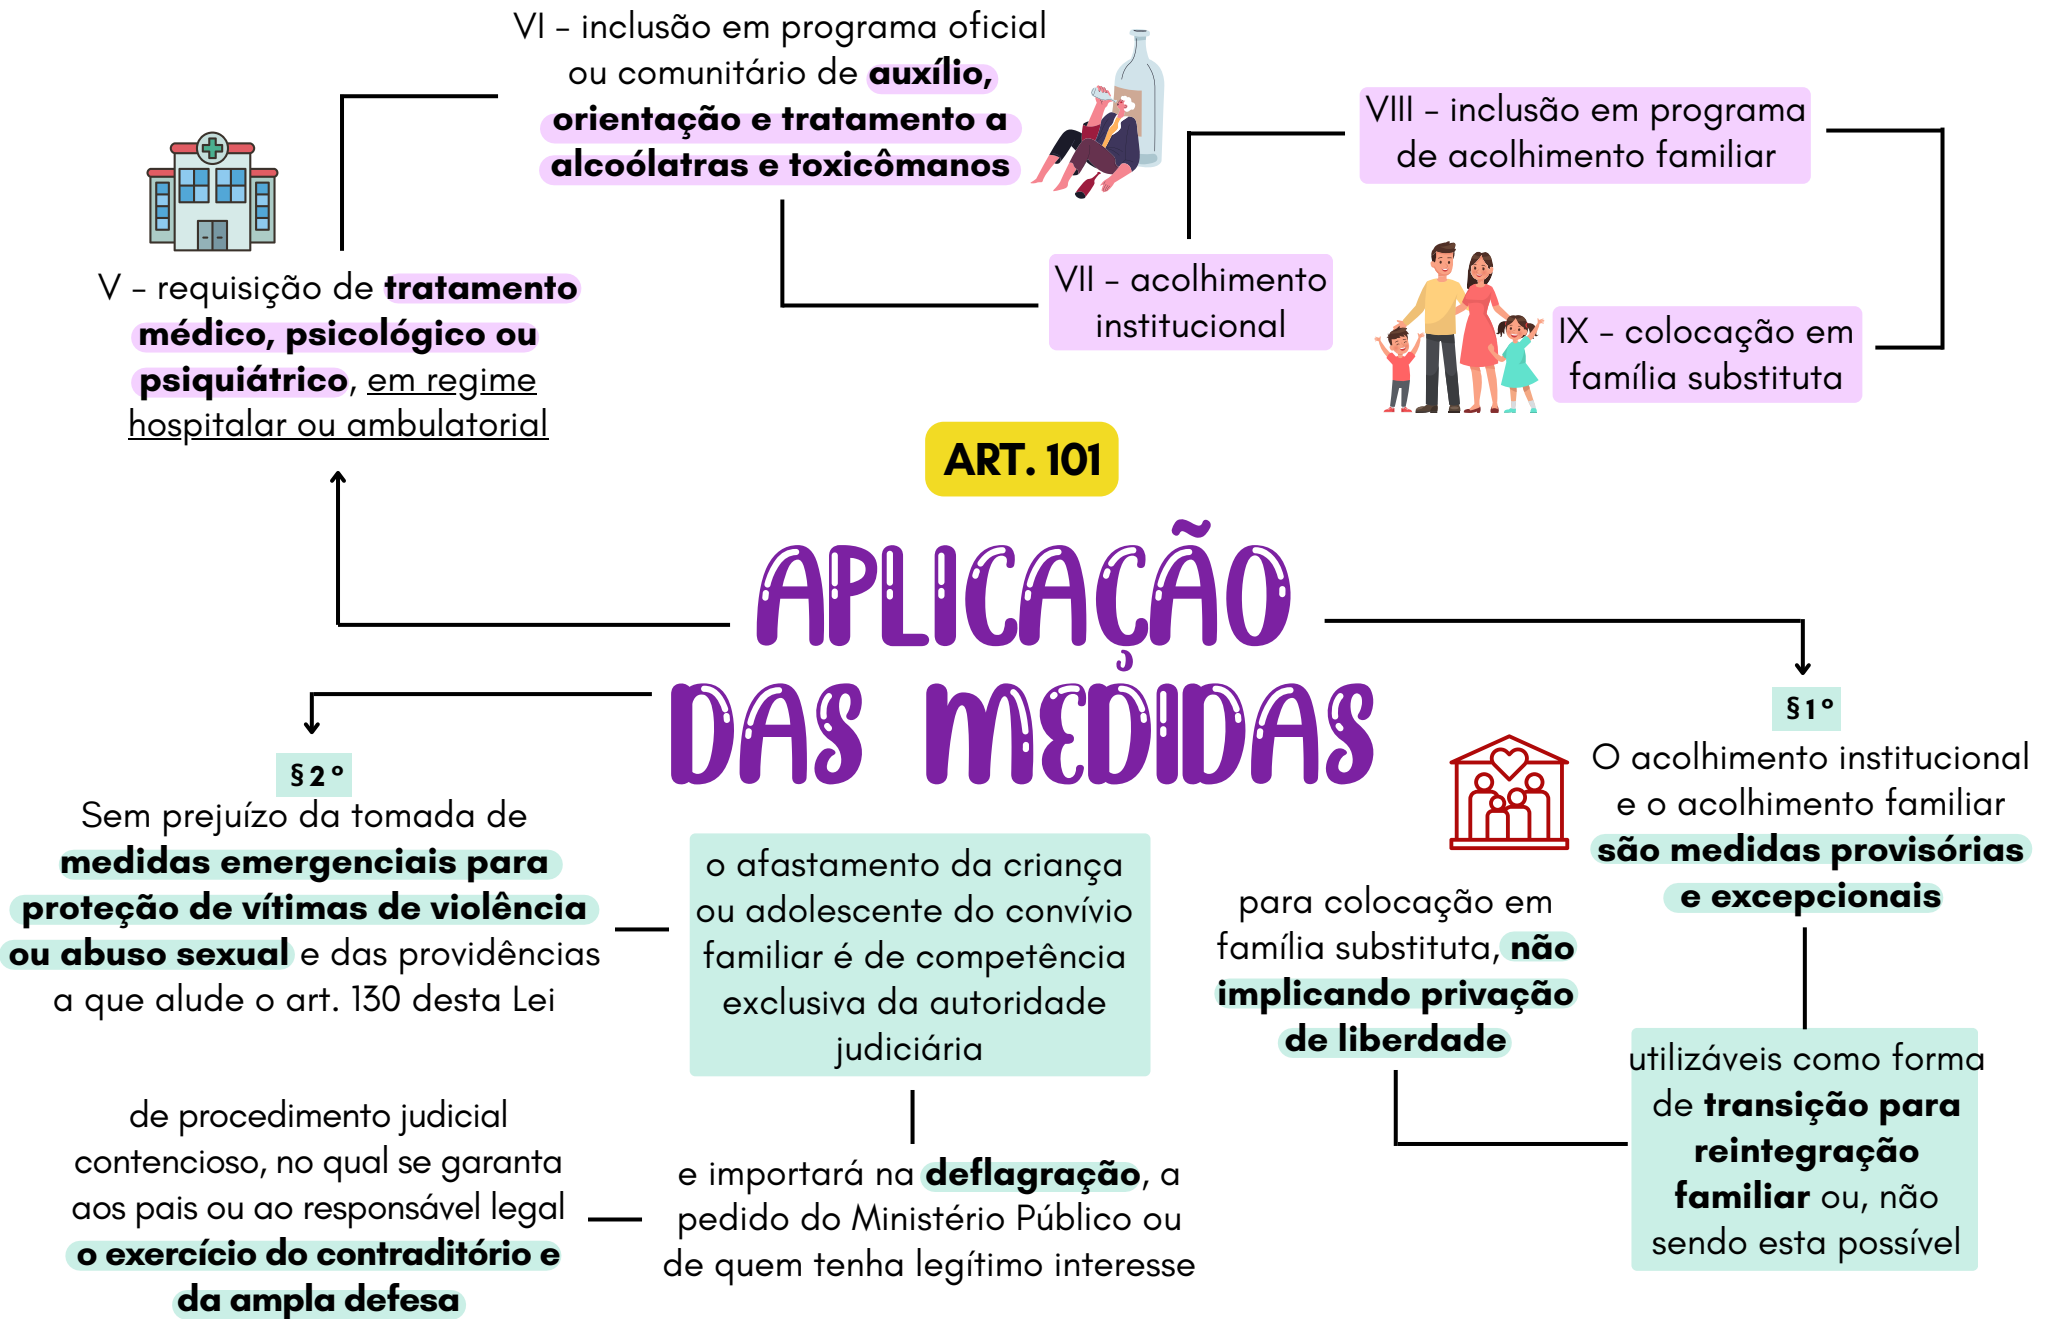 ART. 101
APLICAÇÃO
DAS MEDIDAS
V - requisição de tratamento
médico, psicológico ou
psiquiátrico, em regime
hospitalar ou ambulatorial
VI - inclusão em programa oficial
ou comunitário de auxílio,
orientação e tratamento a
alcoólatras e toxicômanos
VII - acolhimento
institucional
VIII - inclusão em programa
de acolhimento familiar
IX - colocação em
família substituta
§1º
O acolhimento institucional
e o acolhimento familiar
são medidas provisórias
e excepcionais
utilizáveis como forma
de transição para
reintegração
familiar ou, não
sendo esta possível
para colocação em
família substituta, não
implicando privação
de liberdade
§2º
Sem prejuízo da tomada de
medidas emergenciais para
proteção de vítimas de violência
ou abuso sexual e das providências
a que alude o art. 130 desta Lei
o afastamento da criança
ou adolescente do convívio
familiar é de competência
exclusiva da autoridade
judiciária
e importará na deflagração, a
pedido do Ministério Público ou
de quem tenha legítimo interesse
de procedimento judicial
contencioso, no qual se garanta
aos pais ou ao responsável legal
o exercício do contraditório e
da ampla defesa